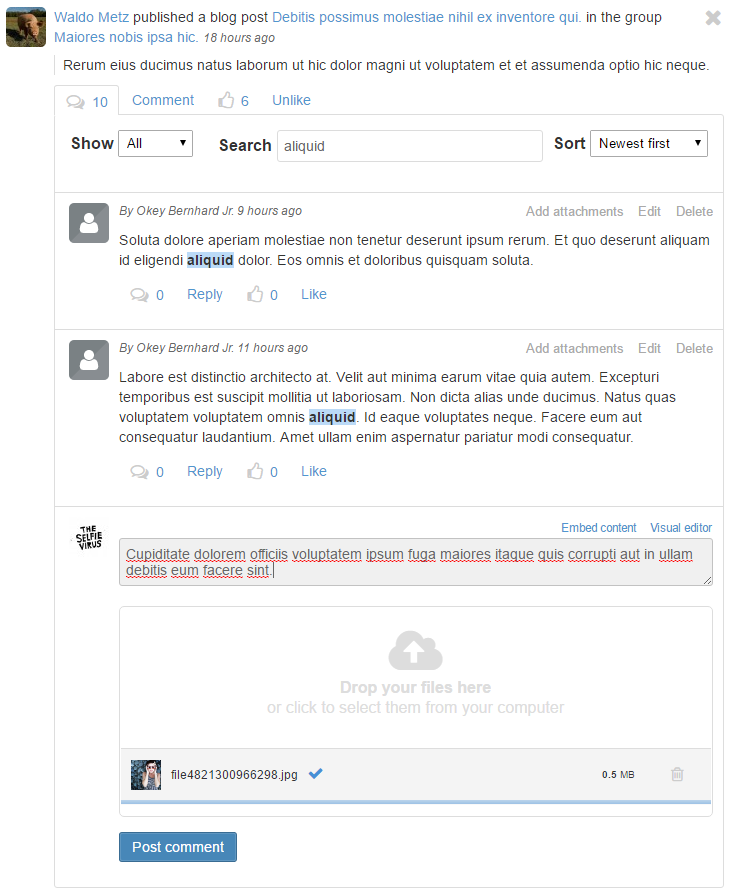 Waldo Metz published a blog post Debitis possimus molestiae nihil ex inventore qui. in the group
Maiores nobis ipsa hic. 18 hours ago
Rerum eius ducimus natus laborum ut hic dolor magni ut voluptatem et et assumenda optio hic neque.
10 Comment 6 Unlike
Show All Search aliquid Sort Newest first
By Okey Bernhard Jr. 9 hours ago Add attachments Edit Delete
Soluta dolore aperiam molestiae non tenetur deserunt ipsum rerum. Et quo deserunt aliquam
id eligendi aliquid dolor. Eos omnis et doloribus quisquam soluta.
0 Reply 0 Like
By Okey Bernhard Jr. 11 hours ago Add attachments Edit Delete
Labore est distinctio architecto at. Velit aut minima earum vitae quia autem. Excepturi
temporibus est suscipit mollitia ut laboriosam. Non dicta alias unde ducimus. Natus quas
voluptatem voluptatem omnis aliquid. Id eaque voluptates neque. Facere eum aut
consequatur laudantium. Amet ullam enim aspernatur pariatur modi consequatur.
0 Reply 0 Like
THE
SELFIE
VIRUS
Embed content Visual editor
Cupiditate dolorem officiis voluptatem ipsum fuga maiores itaque quis corrupti aut in ullam
debitis eum facere sint.
Drop your files here
or click to select them from your computer
file4821300966298.jpg 0.5 MB
Post comment